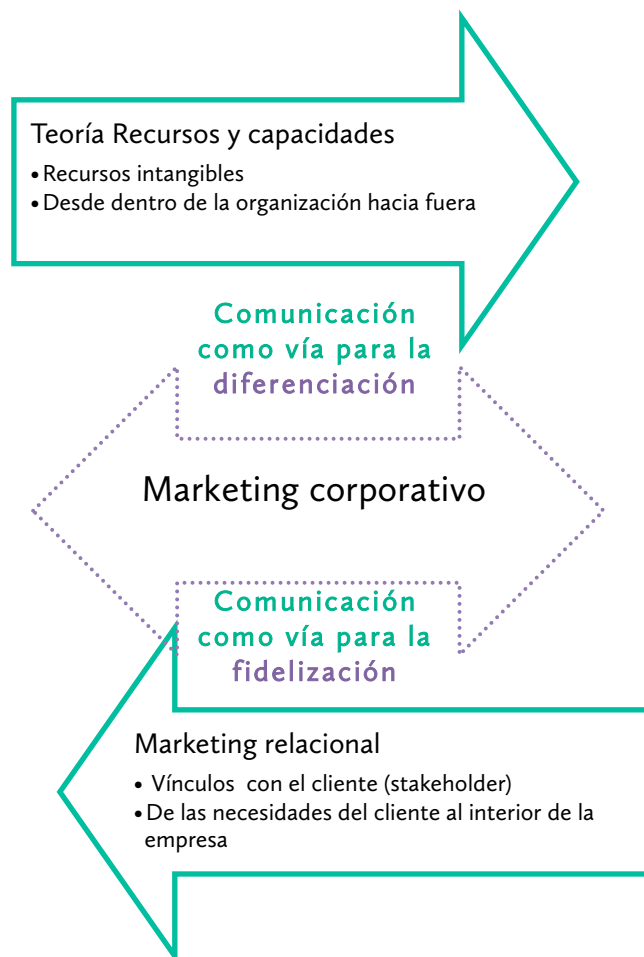 Teoría Recursos y capacidades
• Recursos intangibles
• Desde dentro de la organización hacia fuera
Comunicación
como vía para la
diferenciación
Marketing corporativo
Comunicación
como vía para la
fidelización
Marketing relacional
• Vínculos con el cliente (stakeholder)
• De las necesidades del cliente al interior de la
empresa